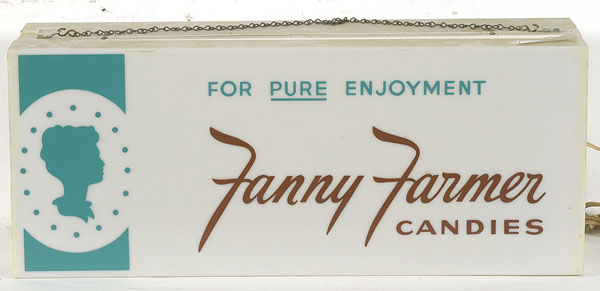 FOR PURE ENJOYMENT
Fanny Farmer
CANDIES